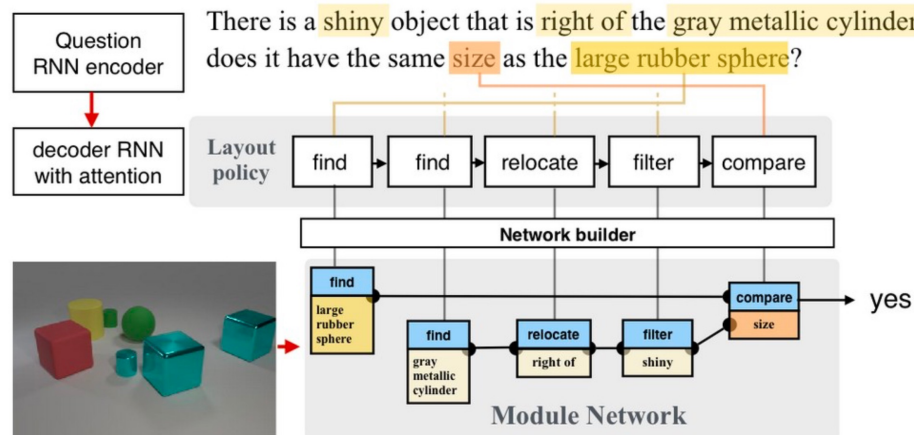 There is a shiny object that is right of the gray metallic cylinder
does it have the same size as the large rubber sphere?
Question
RNN encoder
decoder RNN
with attention
Layout
policy
find
find
relocate
filter
compare
Network builder
find
large
rubber
sphere
find
gray
metallic
cylinder
relocate
right of
filter
shiny
compare
size
yes
Module Network